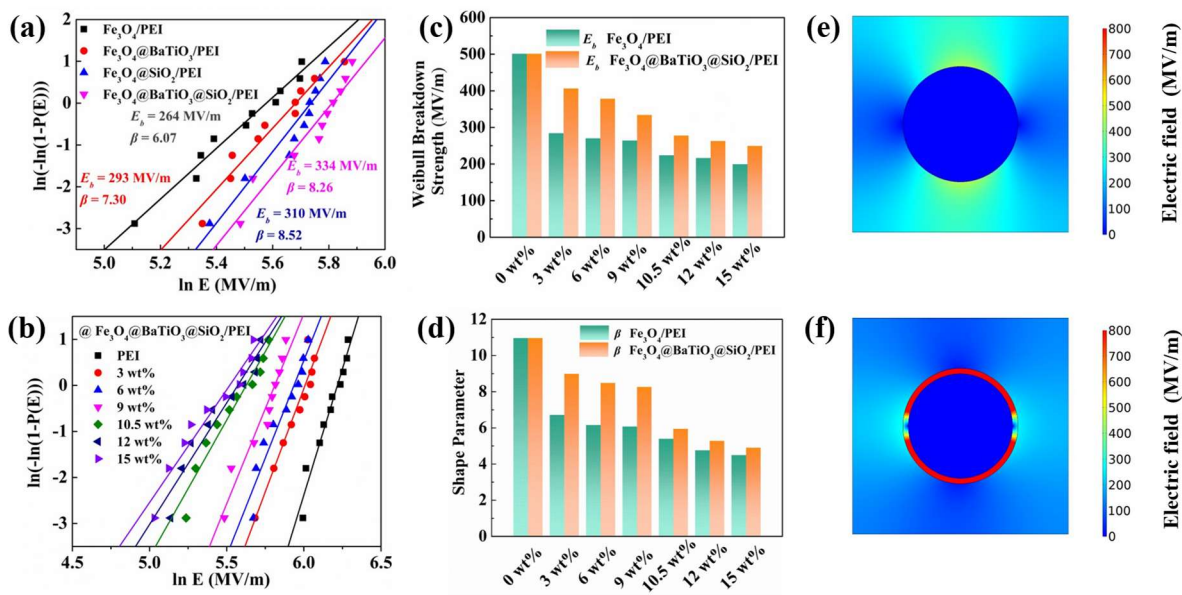 (a)
2
1
0
-1
-2
-3
ln(-ln(1-P(E)))
Fe₃O₄/PEI
Fe₃O₄@BaTiO₃/PEI
Fe₃O₄@SiO₂/PEI
Fe₃O₄@BaTiO₃@SiO₂/PEI
E_b = 264 MV/m
β = 6.07
E_b = 293 MV/m
β = 7.30
E_b = 334 MV/m
β = 8.26
E_b = 310 MV/m
β = 8.52
5.0 5.2 5.4 5.6 5.8 6.0
ln E (MV/m)
(c)
600
500
400
300
200
100
0
Weibull Breakdown
Strength (MV/m)
E_b Fe₃O₄/PEI
E_b Fe₃O₄@BaTiO₃@SiO₂/PEI
0 wt% 3 wt% 6 wt% 9 wt% 10.5 wt% 12 wt% 15 wt%
(e)
800
700
600
500
400
300
200
100
0
Electric field (MV/m)
(b)
1
0
-1
-2
-3
ln(-ln(1-P(E)))
@ Fe₃O₄@BaTiO₃@SiO₂/PEI
PEI
3 wt%
6 wt%
9 wt%
10.5 wt%
12 wt%
15 wt%
4.5 5.0 5.5 6.0 6.5
ln E (MV/m)
(d)
12
10
8
6
4
2
0
Shape Parameter
β Fe₃O₄/PEI
β Fe₃O₄@BaTiO₃@SiO₂/PEI
0 wt% 3 wt% 6 wt% 9 wt% 10.5 wt% 12 wt% 15 wt%
(f)
800
700
600
500
400
300
200
100
0
Electric field (MV/m)